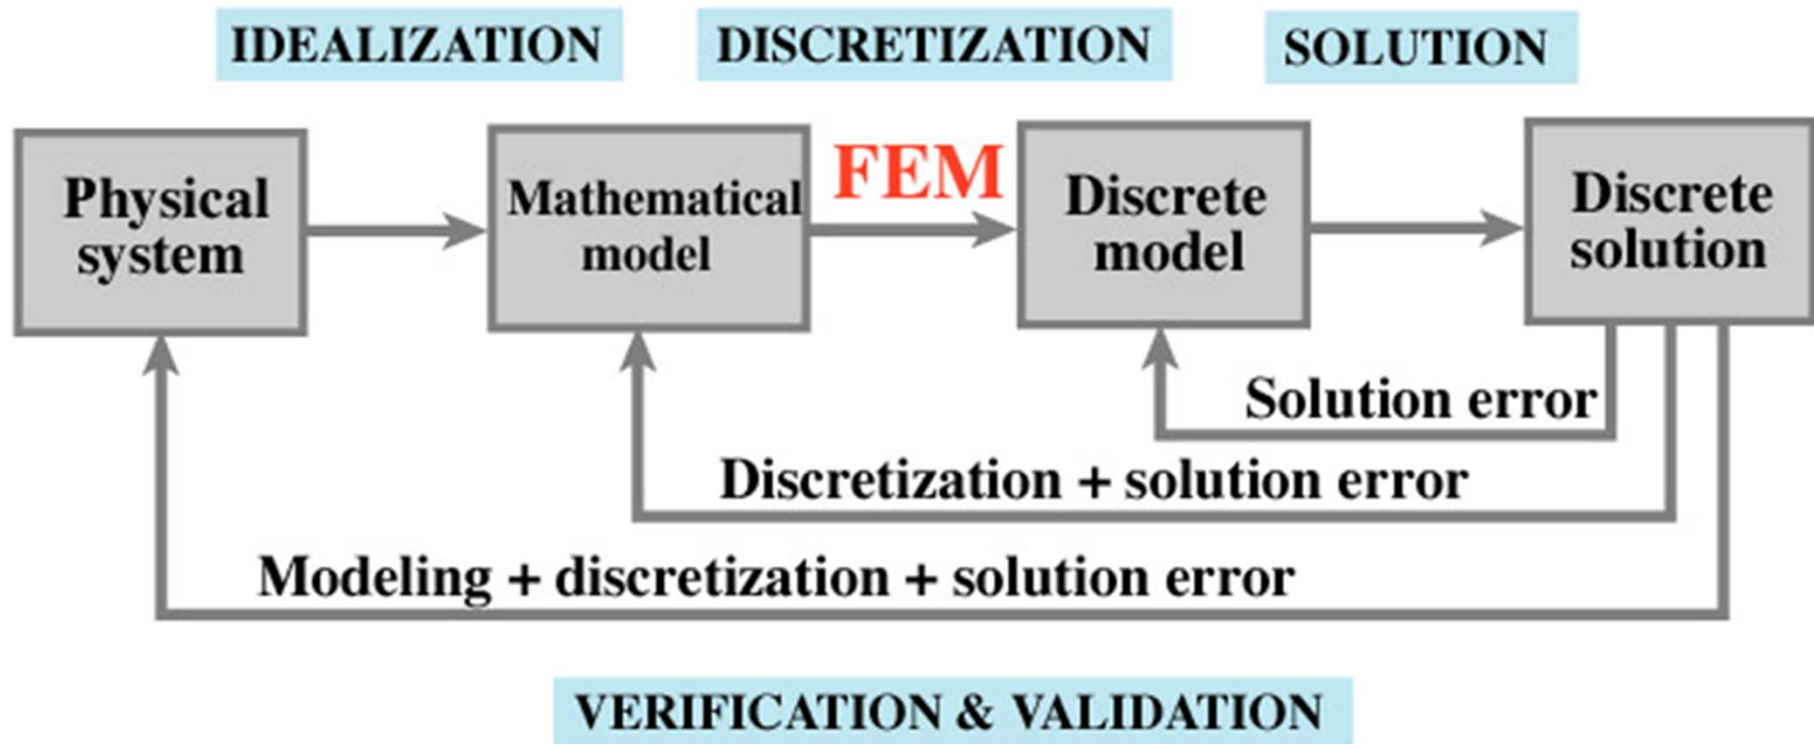 IDEALIZATION
DISCRETIZATION
SOLUTION
Physical
system
Mathematical
model
FEM
Discrete
model
Discrete
solution
Solution error
Discretization + solution error
Modeling + discretization + solution error
VERIFICATION & VALIDATION